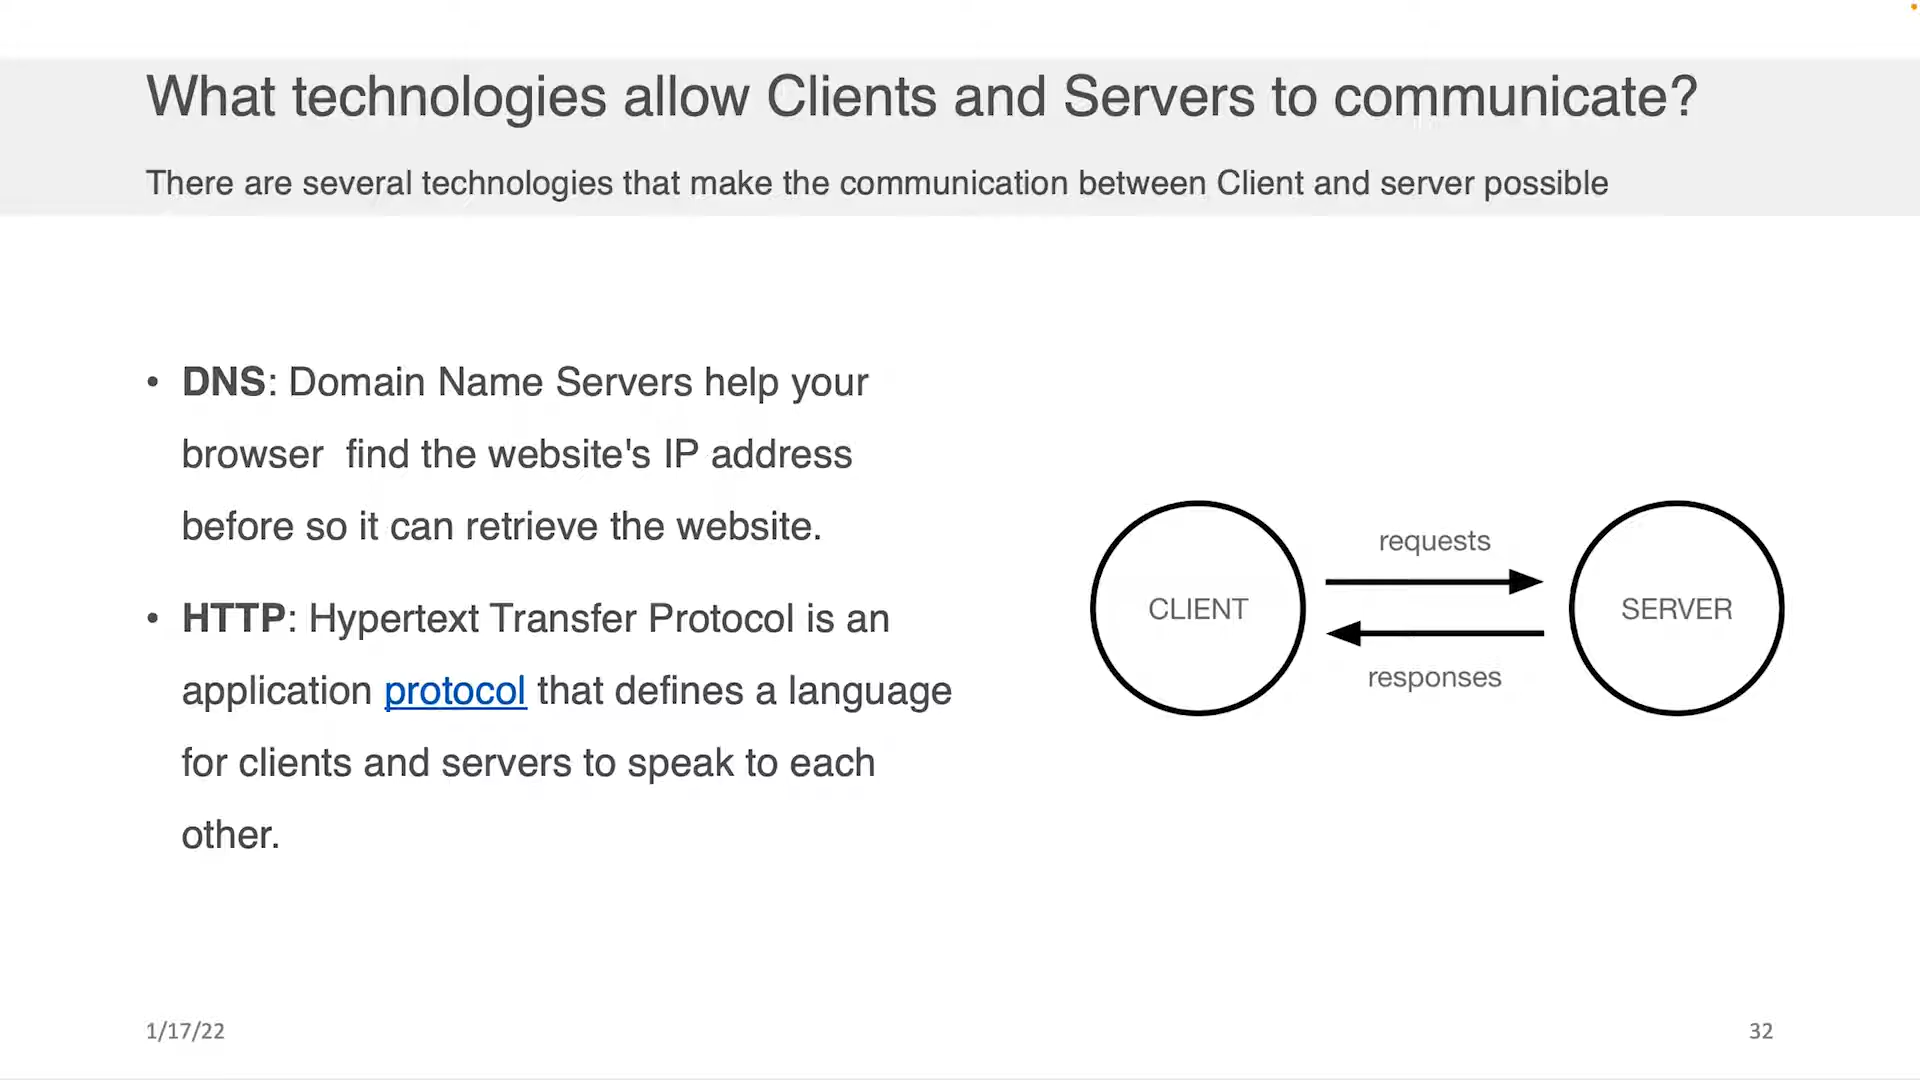 What technologies allow Clients and Servers to communicate?
There are several technologies that make the communication between Client and server possible
• DNS: Domain Name Servers help your
browser  find the website's IP address
before so it can retrieve the website.
• HTTP: Hypertext Transfer Protocol is an
application protocol that defines a language
for clients and servers to speak to each
other.
requests
CLIENT
SERVER
responses
1/17/22
32